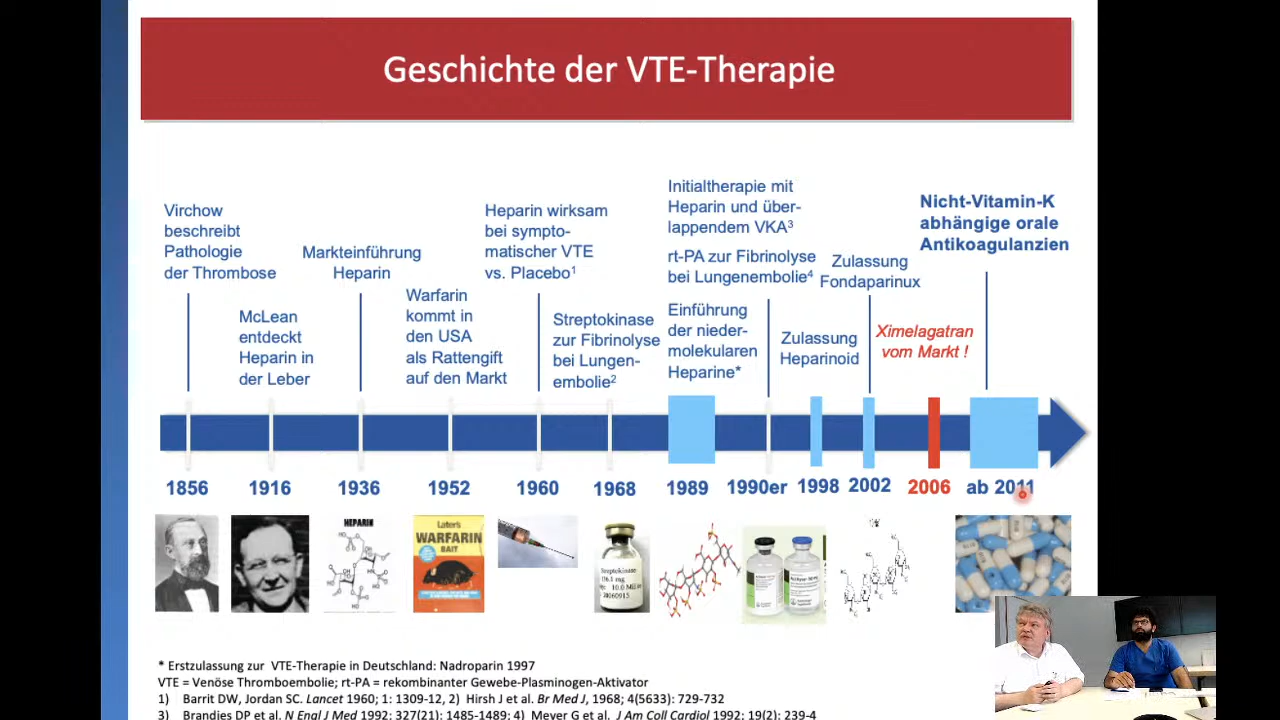 Geschichte der VTE-Therapie
Virchow
beschreibt
Pathologie
der Thrombose
McLean
entdeckt
Heparin in
der Leber
Markteinführung
Heparin
Warfarin
kommt in
den USA
als Rattengift
auf den Markt
Heparin wirksam
bei sympto-
matischer VTE
vs. Placebo1
Streptokinase
zur Fibrinolyse
bei Lungen-
embolie2
Initialtherapie mit
Heparin und über-
lappendem VKA3
rt-PA zur Fibrinolyse
bei Lungenembolie4
Einführung
der nieder-
molekularen
Heparine*
Zulassung
Heparinoid
Zulassung
Fondaparinux
Ximelagatran
vom Markt !
Nicht-Vitamin-K
abhängige orale
Antikoagulanzien
1856 1916 1936 1952 1960 1968 1989 1990er 1998 2002 2006 ab 2011
HEPARIN
WARFARIN
BAIT
Streptokinase
* Erstzulassung zur VTE-Therapie in Deutschland: Nadroparin 1997
VTE = Venöse Thromboembolie; rt-PA = rekombinanter Gewebe-Plasminogen-Aktivator
1) Barrit DW, Jordan SC. Lancet 1960; 1: 1309-12, 2) Hirsh J et al. Br Med J, 1968; 4(5633): 729-732
3) Brandjes DP et al. N Engl J Med 1992; 327(21): 1485-1489; 4) Meyer G et al. J Am Coll Cardiol 1992; 19(2): 239-4